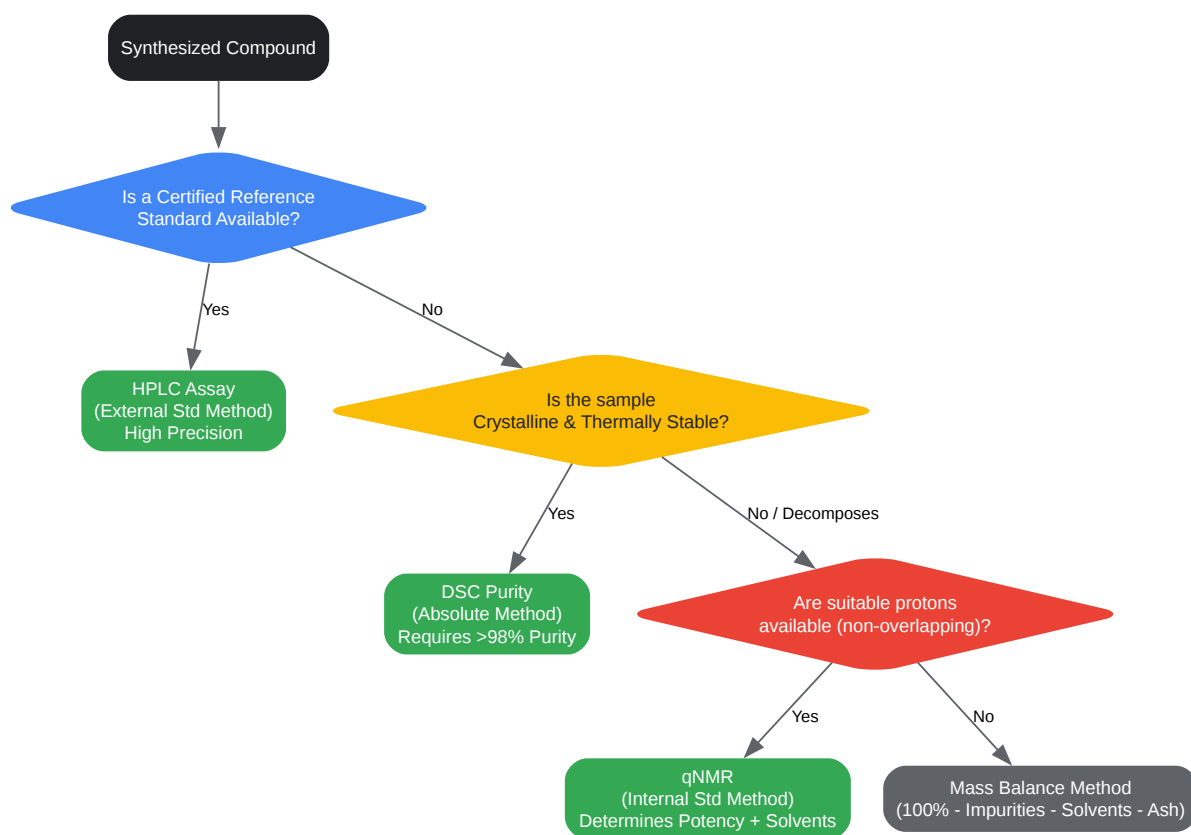 Synthesized Compound
Is a Certified Reference
Standard Available?
Yes
No
HPLC Assay
(External Std Method)
High Precision
Is the sample
Crystalline & Thermally Stable?
Yes
No / Decomposes
DSC Purity
(Absolute Method)
Requires >98% Purity
Are suitable protons
available (non-overlapping)?
Yes
No
qNMR
(Internal Std Method)
Determines Potency + Solvents
Mass Balance Method
(100% - Impurities - Solvents - Ash)